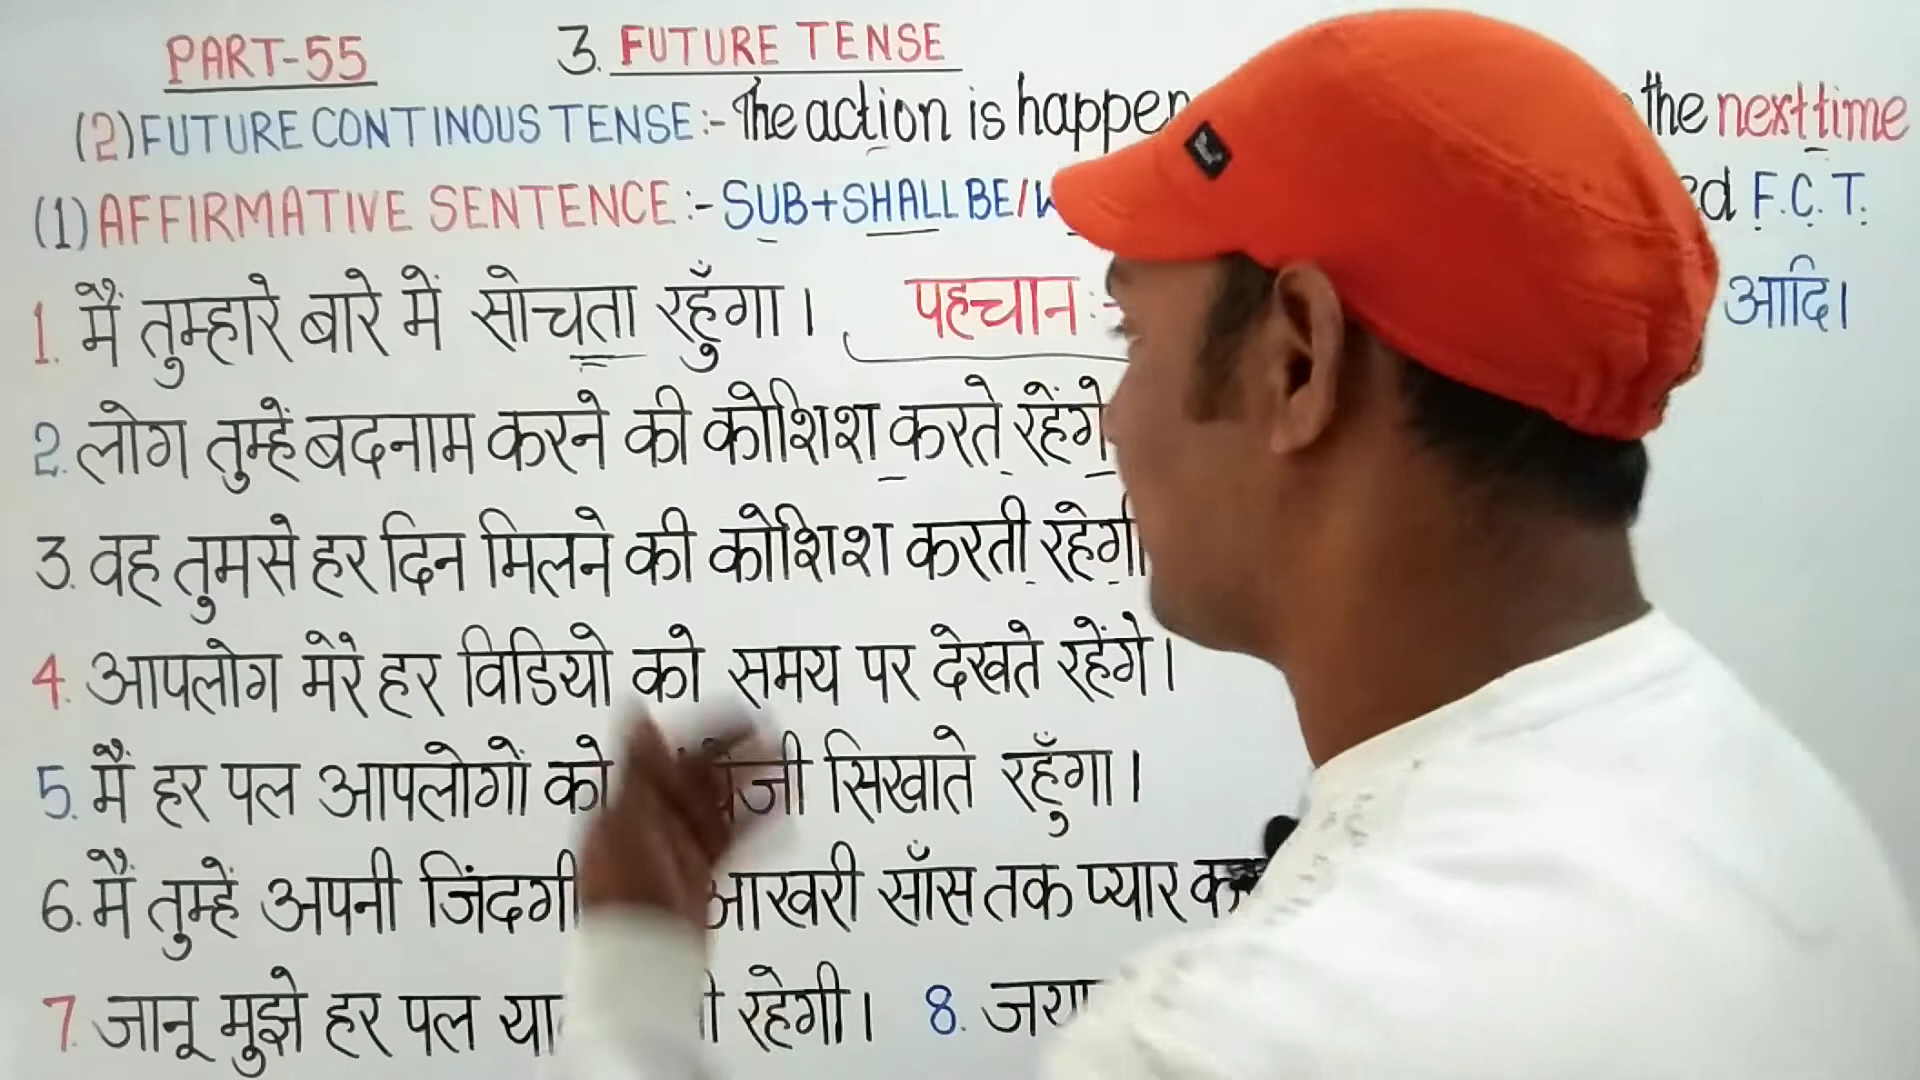 PART-55 3. FUTURE TENSE
(2) FUTURE CONTINOUS TENSE:- The action is happen the next time
(1) AFFIRMATIVE SENTENCE:- SUB+SHALL BE/ F.C.T.
1. मैं तुम्हारे बारे में सोचता रहुँगा। पहचान:- आदि।
2. लोग तुम्हें बदनाम करने की कोशिश करते रहेंगे
3. वह तुमसे हर दिन मिलने की कोशिश करती रहेगी
4. आपलोग मेरे हर विडियो को समय पर देखते रहेंगे।
5. मैं हर पल आपलोगों को सिखाते रहुँगा।
6. मैं तुम्हें अपनी जिंदगी आखरी साँस तक प्यार
7. जानू मुझे हर पल रहेगी। 8.